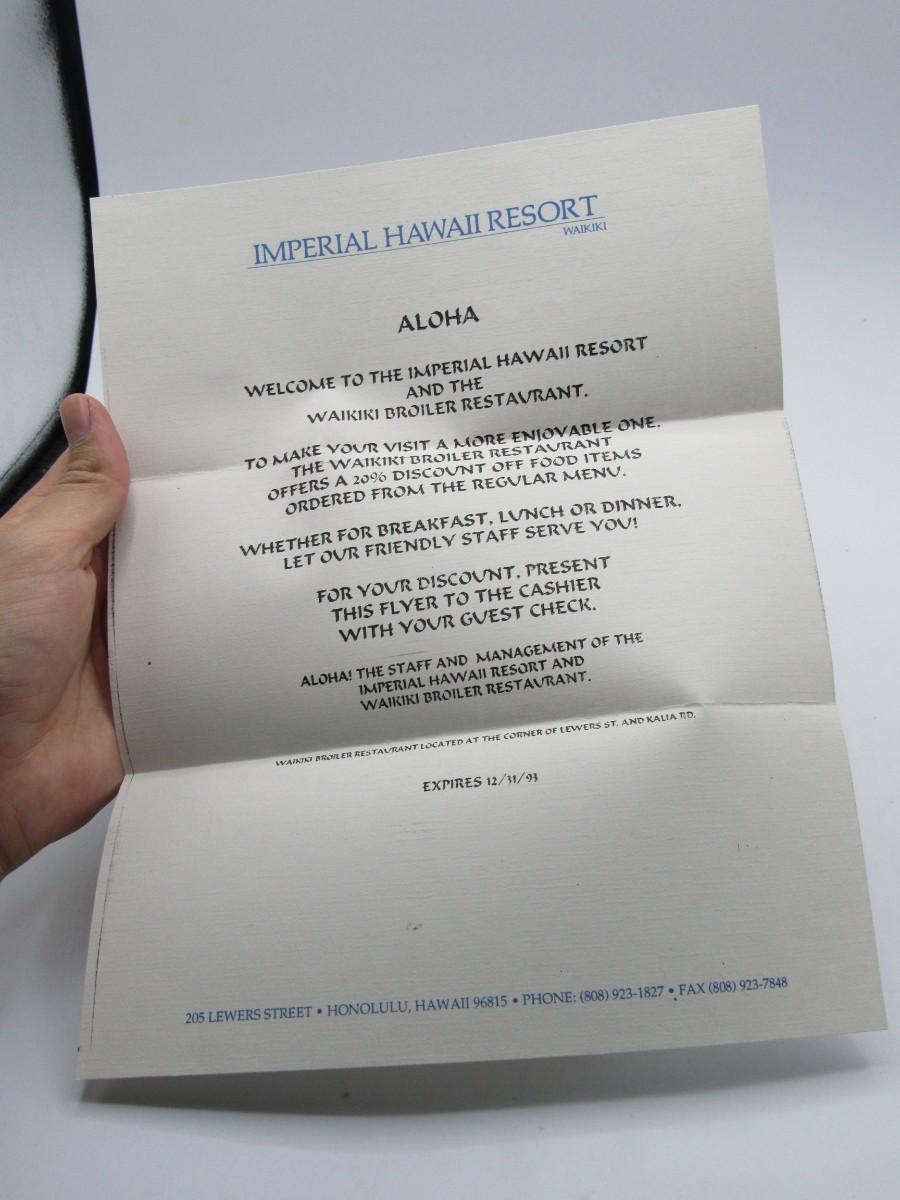 IMPERIAL HAWAII RESORT
WAIKIKI
ALOHA
WELCOME TO THE IMPERIAL HAWAII RESORT
AND THE
WAIKIKI BROILER RESTAURANT.
TO MAKE YOUR VISIT A MORE ENJOYABLE ONE.
THE WAIKIKI BROILER RESTAURANT
OFFERS A 20% DISCOUNT OFF FOOD ITEMS
ORDERED FROM THE REGULAR MENU.
WHETHER FOR BREAKFAST, LUNCH OR DINNER,
LET OUR FRIENDLY STAFF SERVE YOU!
FOR YOUR DISCOUNT, PRESENT
THIS FLYER TO THE CASHIER
WITH YOUR GUEST CHECK.
ALOHA! THE STAFF AND MANAGEMENT OF THE
IMPERIAL HAWAII RESORT AND
WAIKIKI BROILER RESTAURANT.
WAIKIKI BROILER RESTAURANT LOCATED AT THE CORNER OF LEWERS ST. AND KALIA RD.
EXPIRES 12/31/93
205 LEWERS STREET • HONOLULU, HAWAII 96815 • PHONE: (808) 923-1827 • FAX (808) 923-7848